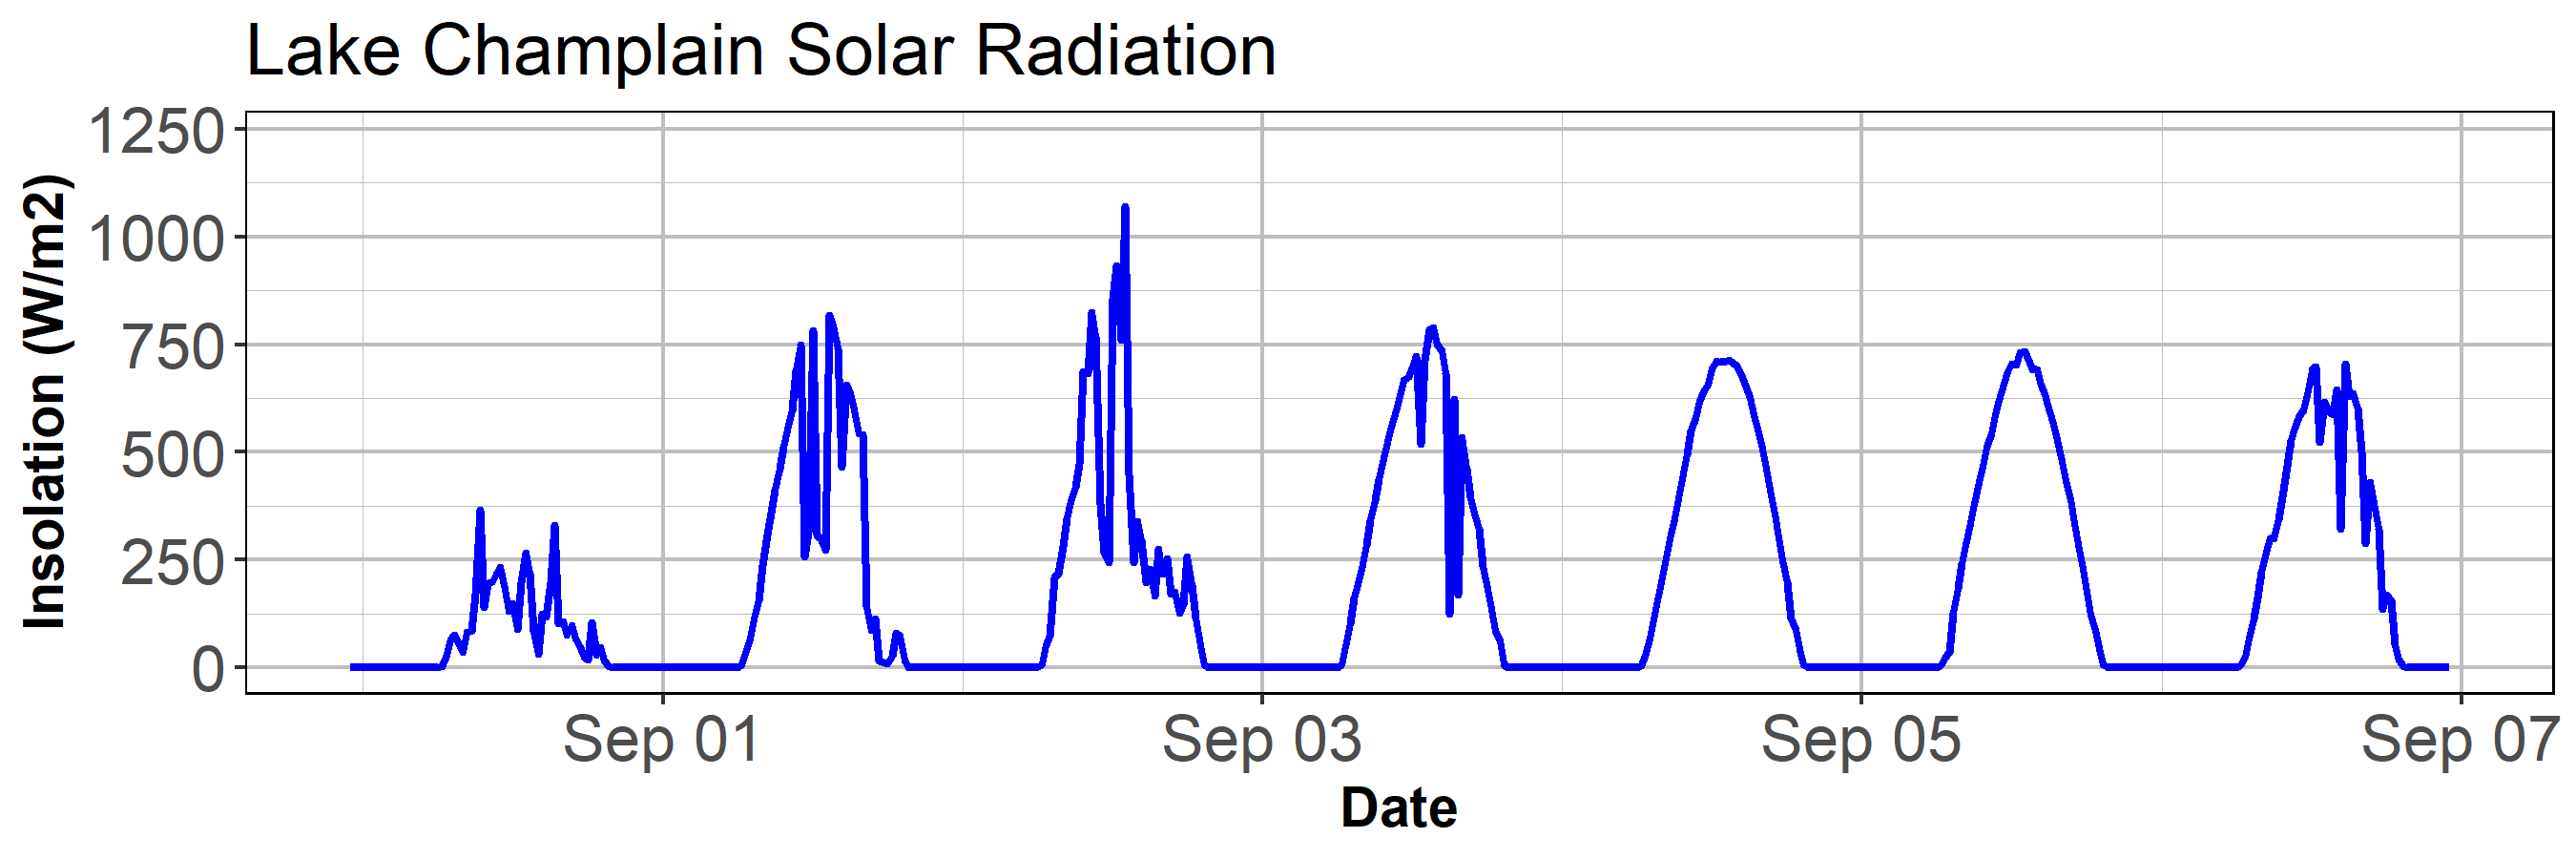 Lake Champlain Solar Radiation
Insolation (W/m2)
1250
1000
750
500
250
0
Sep 01 Sep 03 Sep 05 Sep 07
Date